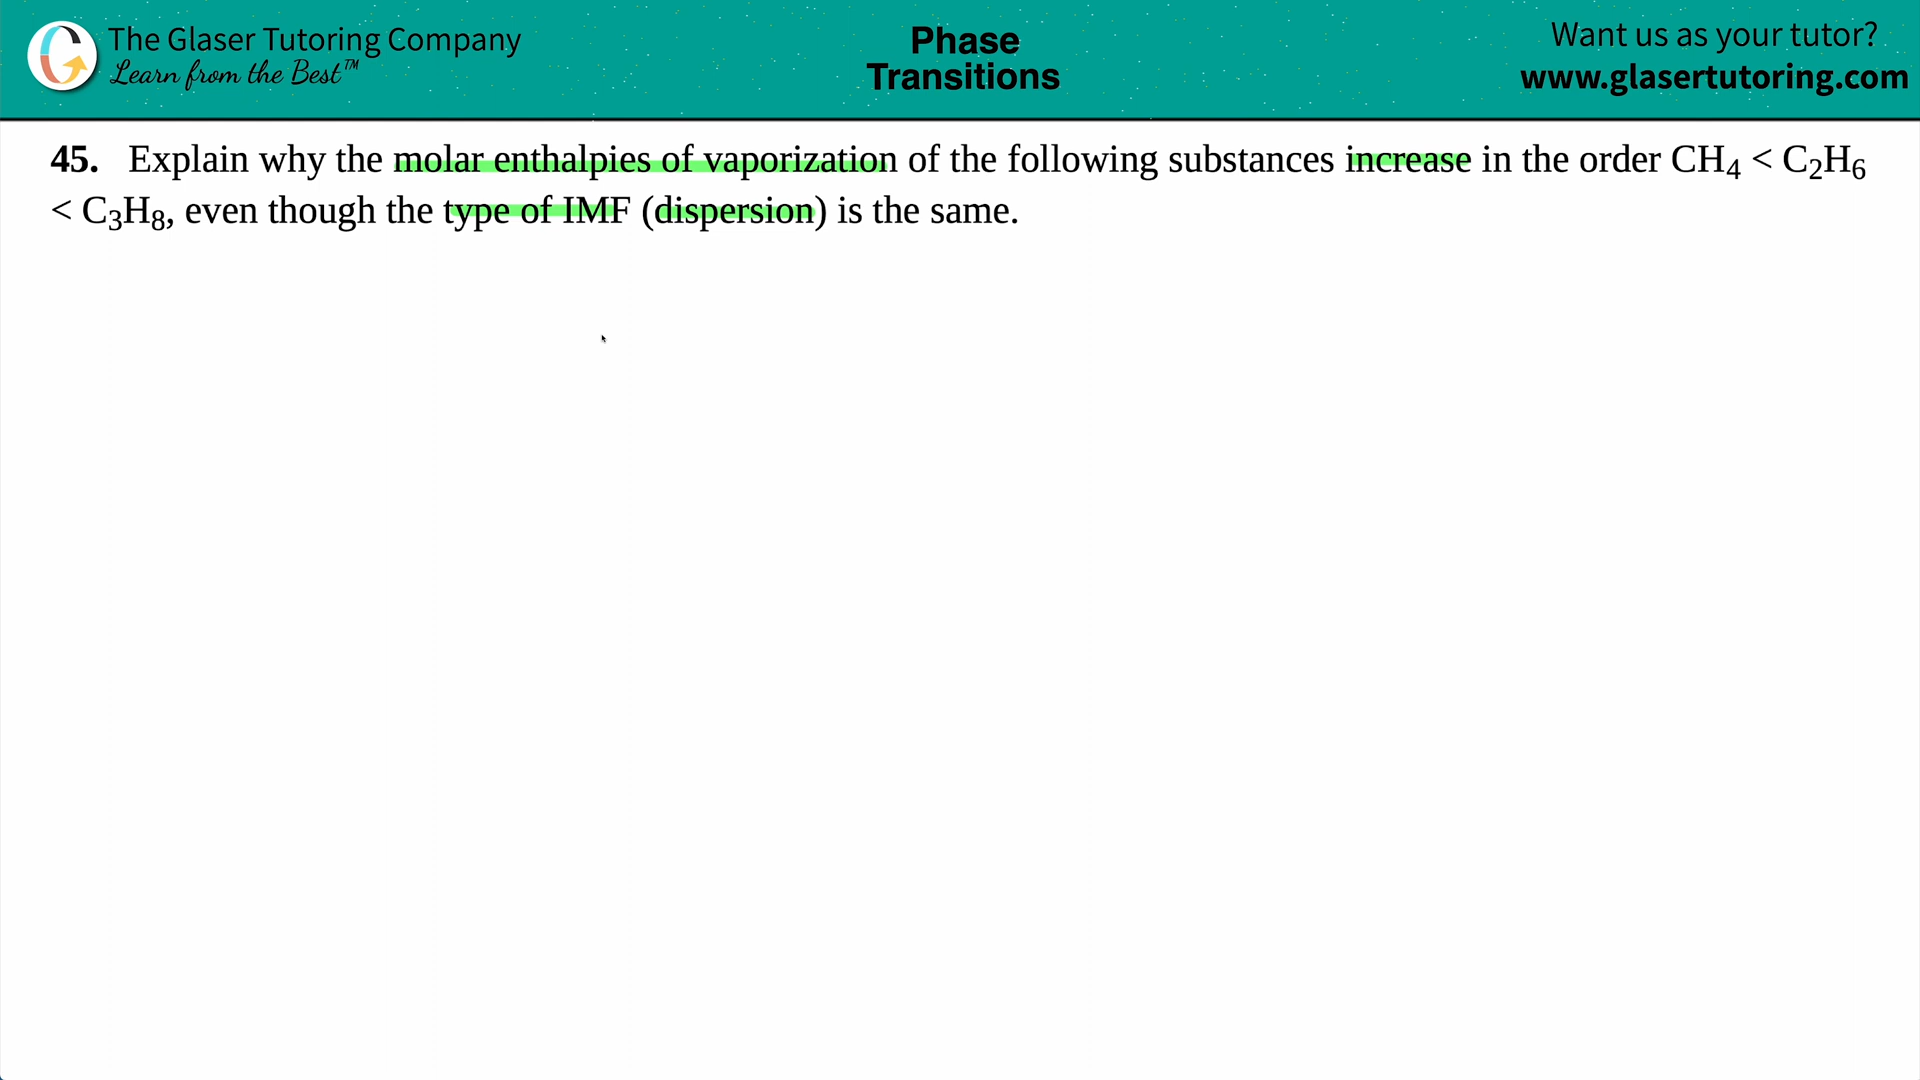 The Glaser Tutoring Company
Learn from the Best™
Phase
Transitions
Want us as your tutor?
www.glasertutoring.com
45. Explain why the molar enthalpies of vaporization of the following substances increase in the order CH₄ < C₂H₆
< C₃H₈, even though the type of IMF (dispersion) is the same.